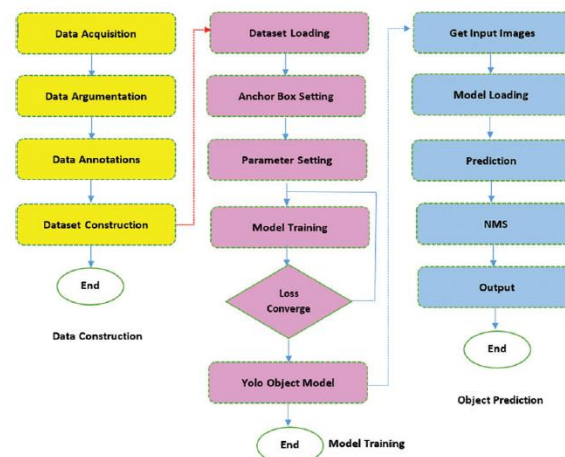 Data Acquisition
Data Argumentation
Data Annotations
Dataset Construction
End
Data Construction
Dataset Loading
Anchor Box Setting
Parameter Setting
Model Training
Loss
Converge
Yolo Object Model
End
Model Training
Get Input Images
Model Loading
Prediction
NMS
Output
End
Object Prediction